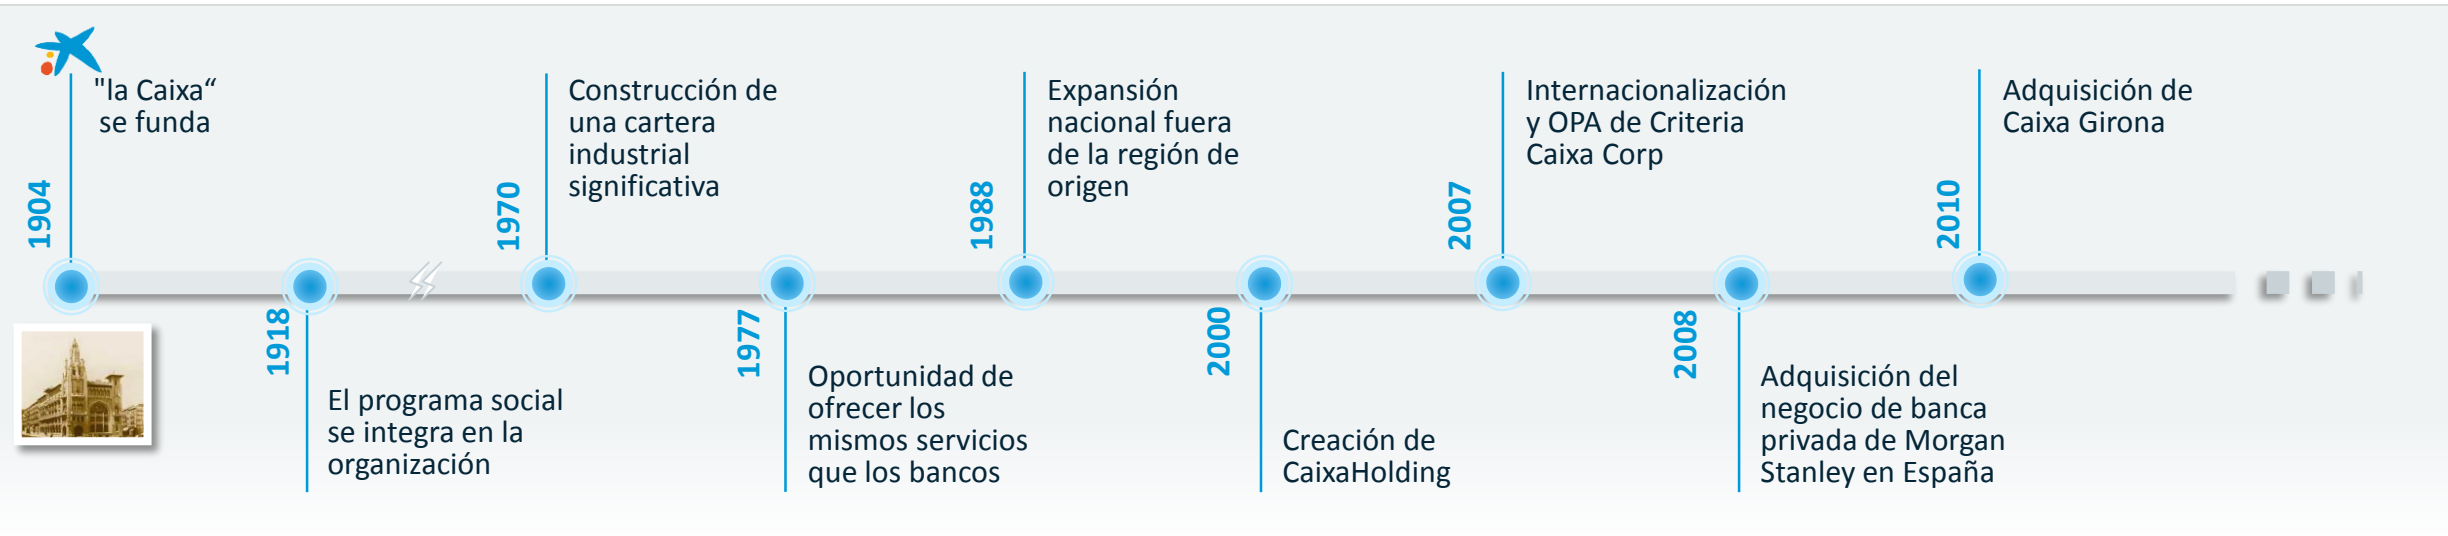 1904
"la Caixa“
se funda
1918
El programa social
se integra en la
organización
1970
Construcción de
una cartera
industrial
significativa
1977
Oportunidad de
ofrecer los
mismos servicios
que los bancos
1988
Expansión
nacional fuera
de la región de
origen
2000
Creación de
CaixaHolding
2007
Internacionalización
y OPA de Criteria
Caixa Corp
2008
Adquisición del
negocio de banca
privada de Morgan
Stanley en España
2010
Adquisición de
Caixa Girona